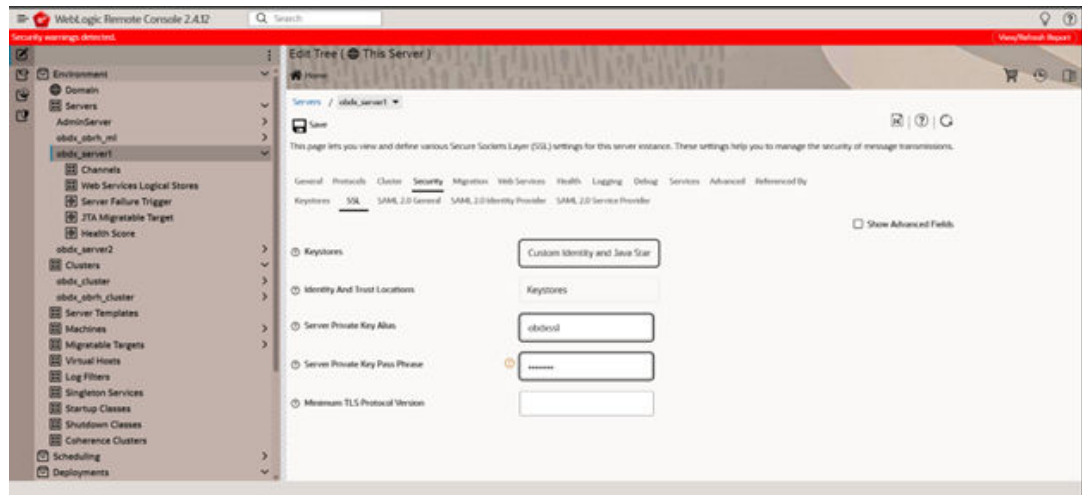 WebLogic Remote Console 2.4.12
Search
Security warnings detected.
View/Refresh Report
Edit Tree ( This Server )
Home
Environment
Domain
Servers
AdminServer
obdx_obrh_ml
obdx_server1
Channels
Web Services Logical Stores
Server Failure Trigger
JTA Migratable Target
Health Score
obdx_server2
Clusters
obdx_cluster
obdx_obrh_cluster
Server Templates
Machines
Migratable Targets
Virtual Hosts
Log Filters
Singleton Services
Startup Classes
Shutdown Classes
Coherence Clusters
Scheduling
Deployments
Servers / obdx_server1
Save
This page lets you view and define various Secure Sockets Layer (SSL) settings for this server instance. These settings help you to manage the security of message transmissions.
General Protocols Cluster Security Migration Web Services Health Logging Debug Services Advanced Referenced By
Keystores SSL SAML 2.0 General SAML 2.0 Identity Provider SAML 2.0 Service Provider
Show Advanced Fields
Keystores Custom Identity and Java Stan
Identity And Trust Locations Keystores
Server Private Key Alias obdxssl
Server Private Key Pass Phrase
Minimum TLS Protocol Version